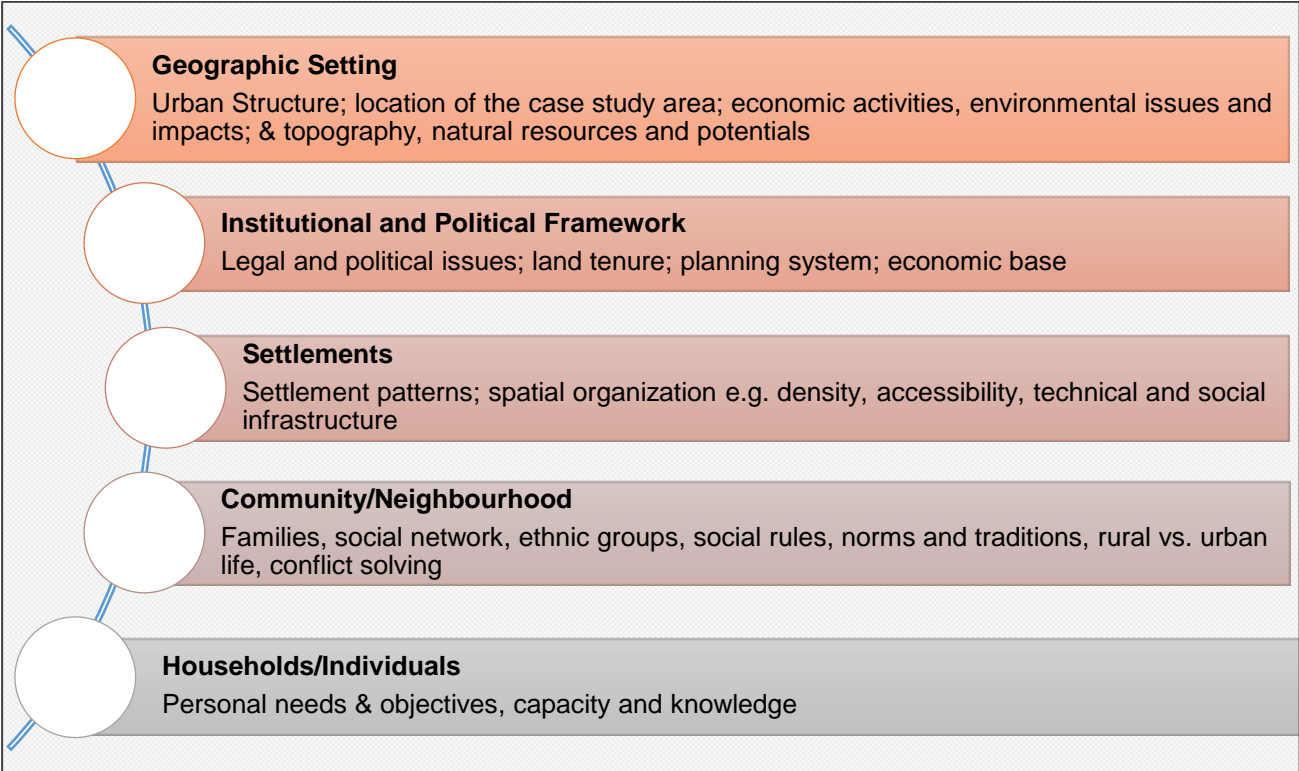 Geographic Setting
Urban Structure; location of the case study area; economic activities, environmental issues and
impacts; & topography, natural resources and potentials
Institutional and Political Framework
Legal and political issues; land tenure; planning system; economic base
Settlements
Settlement patterns; spatial organization e.g. density, accessibility, technical and social
infrastructure
Community/Neighbourhood
Families, social network, ethnic groups, social rules, norms and traditions, rural vs. urban
life, conflict solving
Households/Individuals
Personal needs & objectives, capacity and knowledge